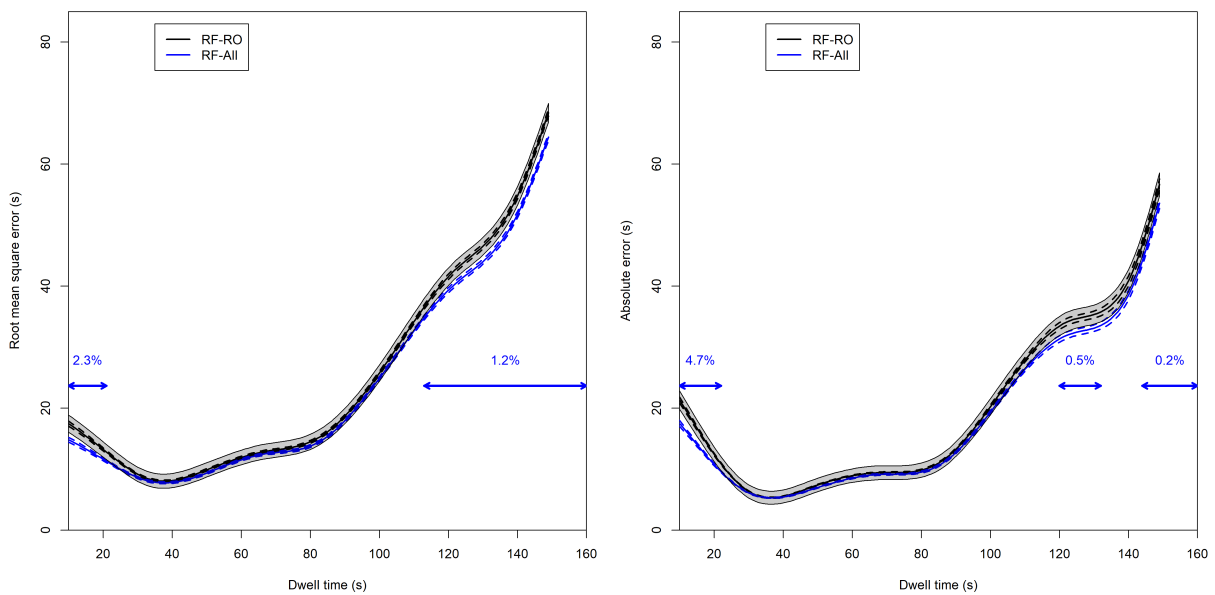 RF-RO
RF-All
80
60
40
20
0
Root mean square error (s)
2.3%
1.2%
20 40 60 80 100 120 140 160
Dwell time (s)
RF-RO
RF-All
80
60
40
20
0
Absolute error (s)
4.7%
0.5%
0.2%
20 40 60 80 100 120 140 160
Dwell time (s)